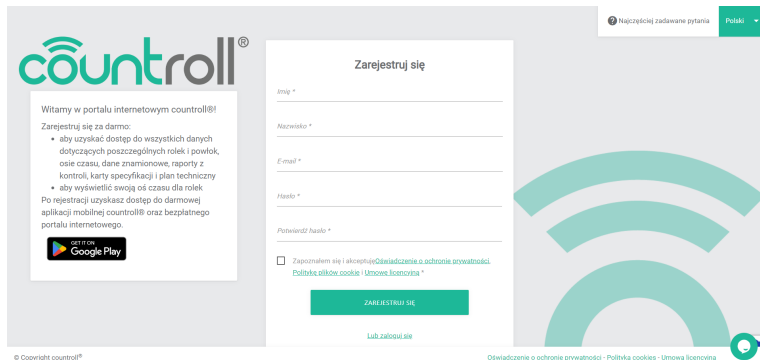 Najczęściej zadawane pytania
Polski
countroll®
Witamy w portalu internetowym countroll®!
Zarejestruj się za darmo:
• aby uzyskać dostęp do wszystkich danych
dotyczących poszczególnych rolek i powłok,
osie czasu, dane znamionowe, raporty z
kontroli, karty specyfikacji i plan techniczny
• aby wyświetlić swoją oś czasu dla rolek
Po rejestracji uzyskasz dostęp do darmowej
aplikacji mobilnej countroll® oraz bezpłatnego
portalu internetowego.
GET IT ON
Google Play
Zarejestruj się
Imię *
Nazwisko *
E-mail *
Hasło *
Potwierdź hasło *
Zapoznałem się i akceptujęOświadczenie o ochronie prywatności,
Politykę plików cookie i Umowę licencyjną *
ZAREJESTRUJ SIĘ
Lub zaloguj się
© Copyright countroll®
Oświadczenie o ochronie prywatności - Polityka cookies - Umowa licencyjna